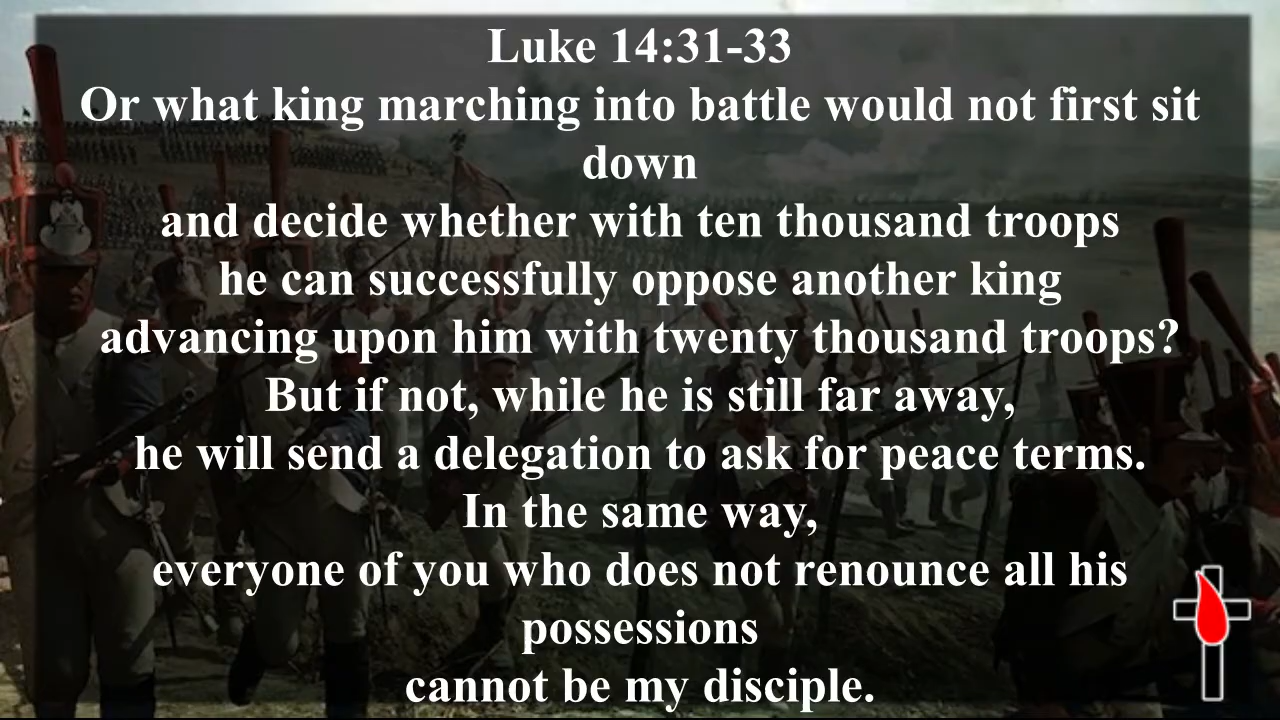 Luke 14:31-33
Or what king marching into battle would not first sit
down
and decide whether with ten thousand troops
he can successfully oppose another king
advancing upon him with twenty thousand troops?
But if not, while he is still far away,
he will send a delegation to ask for peace terms.
In the same way,
everyone of you who does not renounce all his
possessions
cannot be my disciple.